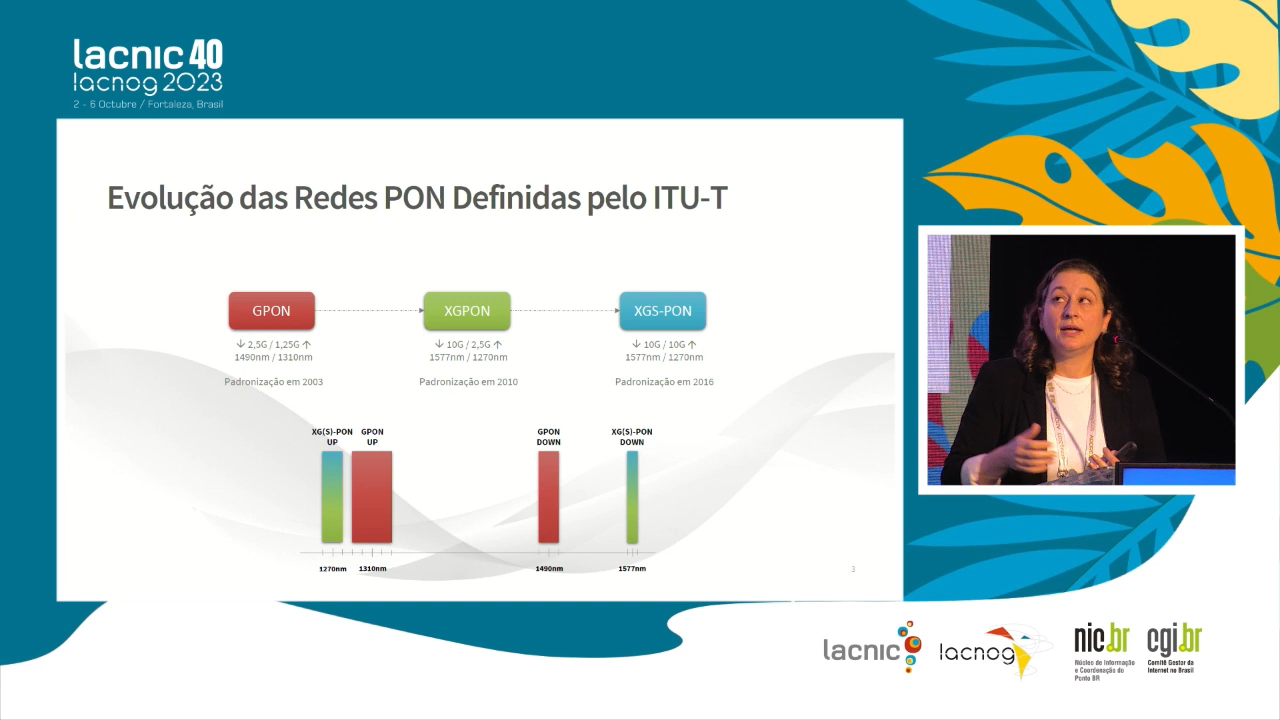 lacnic 40
lacnog 2023
2 - 6 Octubre / Fortaleza, Brasil
Evolução das Redes PON Definidas pelo ITU-T
GPON
XGPON
XGS-PON
↓ 2,5G / 1,25G ↑
1490nm / 1310nm
↓ 10G / 2,5G ↑
1577nm / 1270nm
↓ 10G / 10G ↑
1577nm / 1270nm
Padronização em 2003
Padronização em 2010
Padronização em 2016
XG(S)-PON
UP
GPON
UP
GPON
DOWN
XG(S)-PON
DOWN
1270nm
1310nm
1490nm
1577nm
3
lacnic
lacnog
nic.br
Núcleo de Informação
e Coordenação do
Ponto BR
cgi.br
Comitê Gestor da
Internet no Brasil